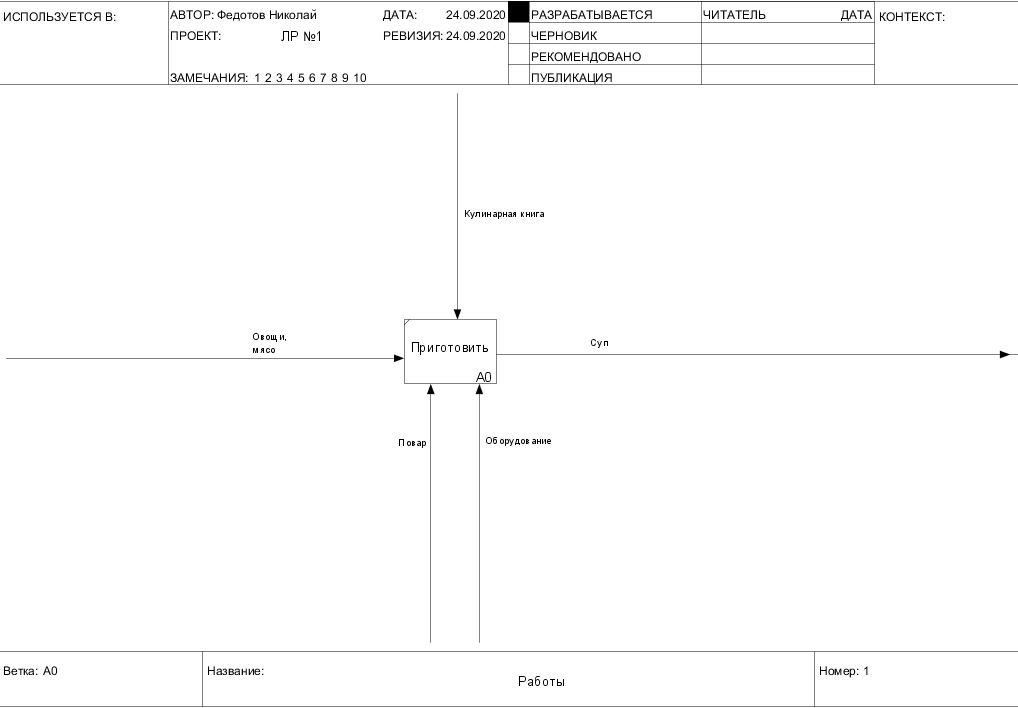 ИСПОЛЬЗУЕТСЯ В:
АВТОР: Федотов Николай
ДАТА: 24.09.2020
ПРОЕКТ: ЛР №1
РЕВИЗИЯ: 24.09.2020
ЗАМЕЧАНИЯ: 1 2 3 4 5 6 7 8 9 10
РАЗРАБАТЫВАЕТСЯ
ЧЕРНОВИК
РЕКОМЕНДОВАНО
ПУБЛИКАЦИЯ
ЧИТАТЕЛЬ ДАТА
КОНТЕКСТ:
Кулинарная книга
Овощи,
мясо
Приготовить
A0
Суп
Повар
Оборудование
Ветка: A0
Название:
Работы
Номер: 1